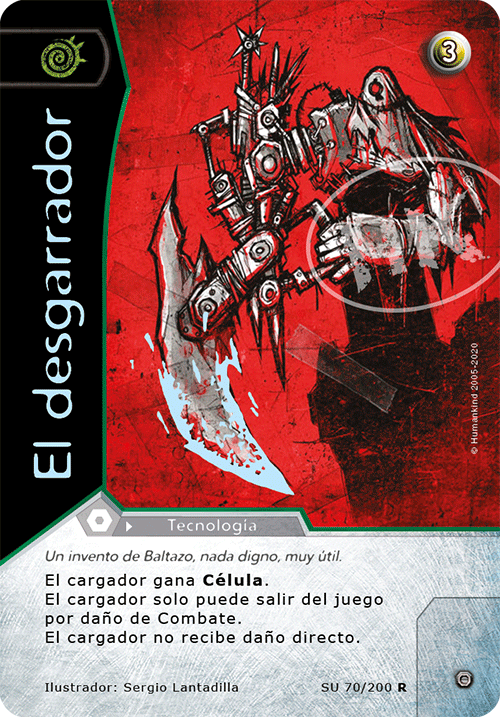 3
El desgarrador
© Humankind 2005-2020
Tecnología
Un invento de Baltazo, nada digno, muy útil.
El cargador gana Célula.
El cargador solo puede salir del juego
por daño de Combate.
El cargador no recibe daño directo.
Ilustrador: Sergio Lantadilla
SU 70/200 R